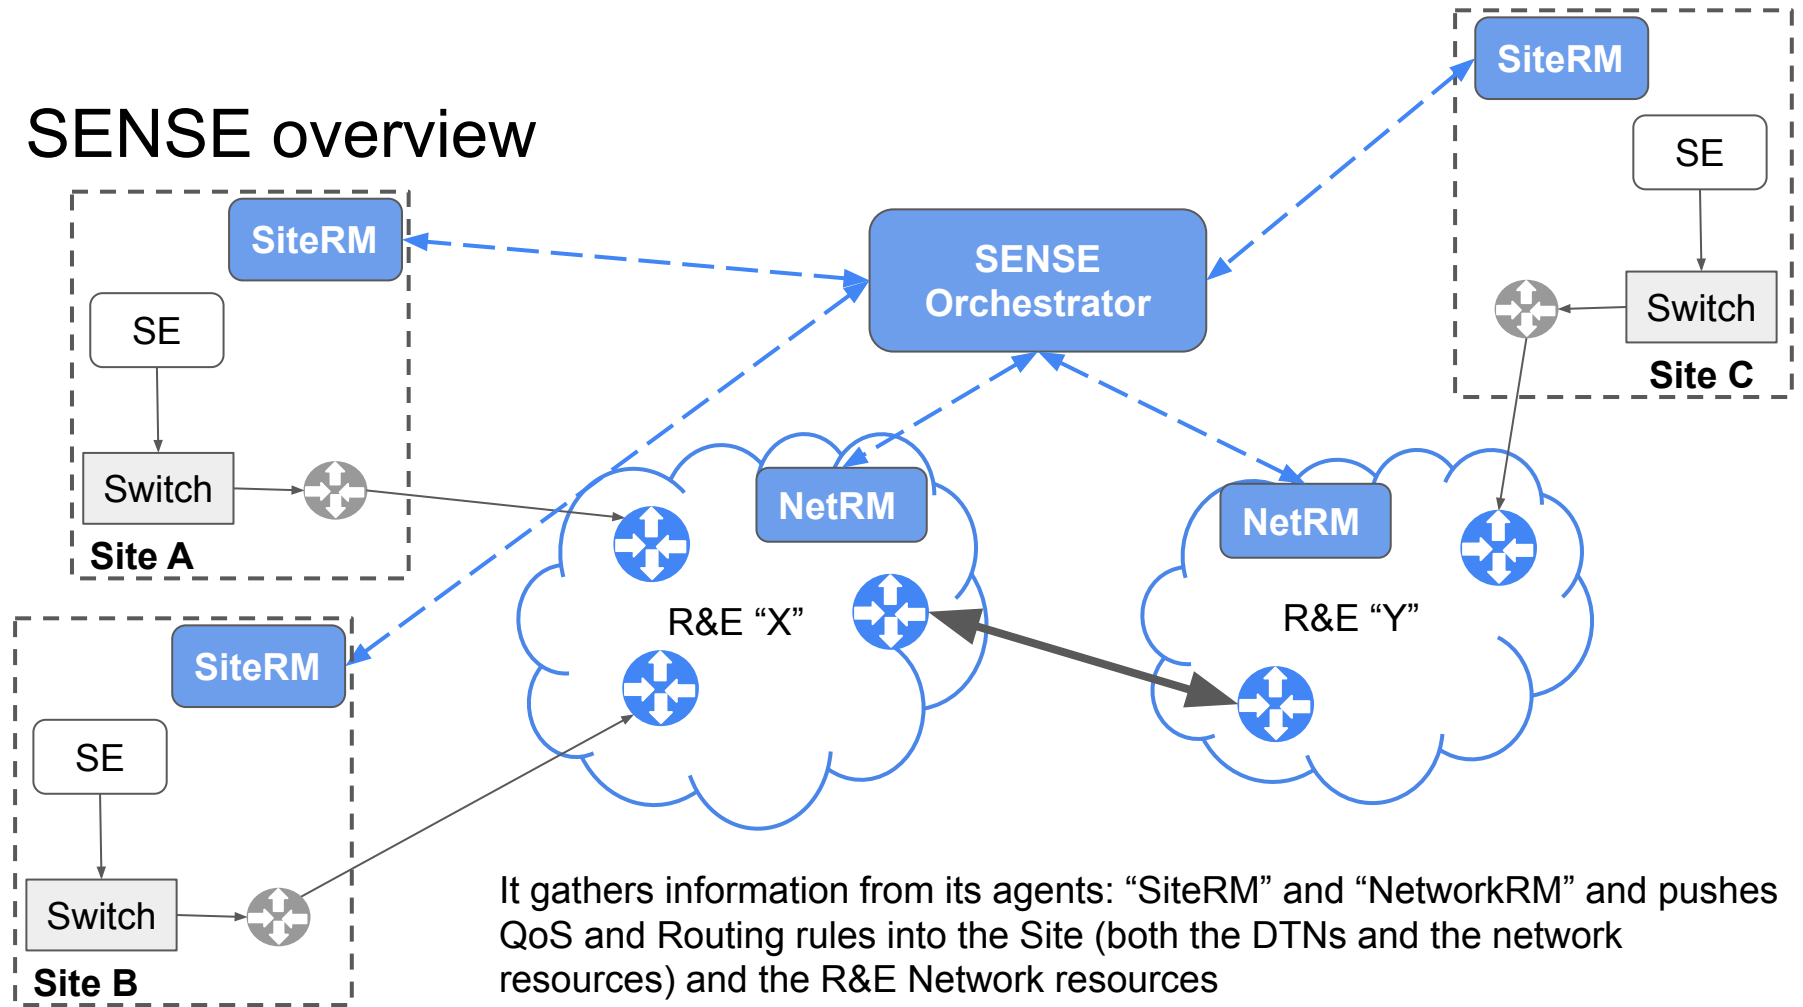 SENSE overview
SiteRM
SE
Switch
Site A
SiteRM
SE
Switch
Site B
SENSE
Orchestrator
SiteRM
SE
Switch
Site C
NetRM
R&E “X”
NetRM
R&E “Y”
It gathers information from its agents: “SiteRM” and “NetworkRM” and pushes
QoS and Routing rules into the Site (both the DTNs and the network
resources) and the R&E Network resources